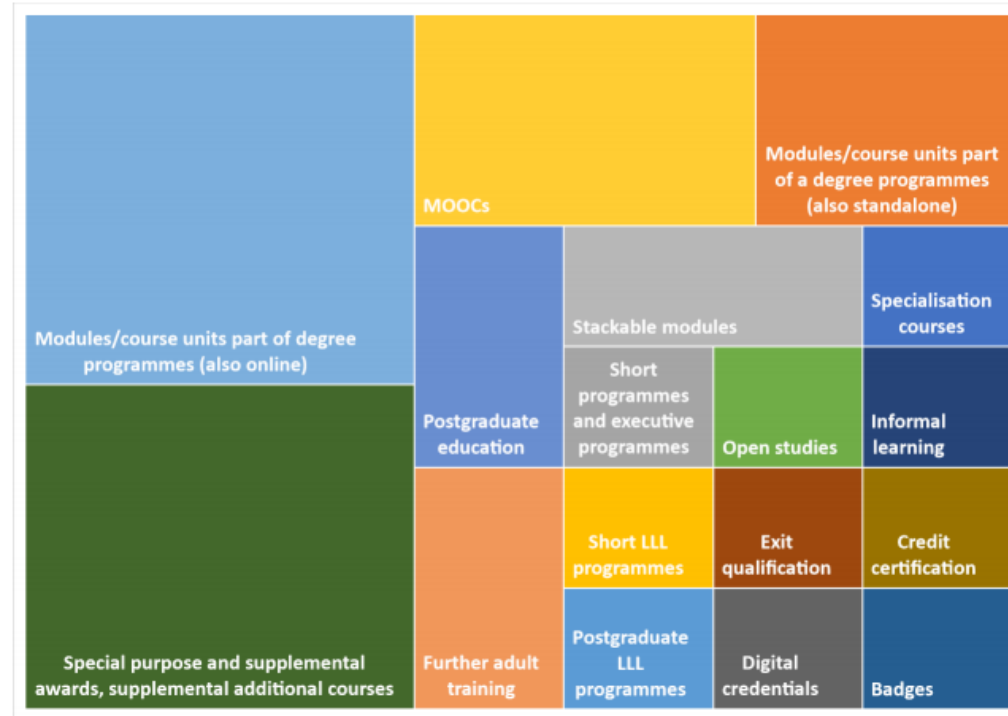 Modules/course units part of degree
programmes (also online)
Special purpose and supplemental
awards, supplemental additional courses
MOOCs
Modules/course units part
of a degree programmes
(also standalone)
Postgraduate
education
Stackable modules
Specialisation
courses
Short
programmes
and executive
programmes
Open studies
Informal
learning
Further adult
training
Short LLL
programmes
Exit
qualification
Credit
certification
Postgraduate
LLL
programmes
Digital
credentials
Badges